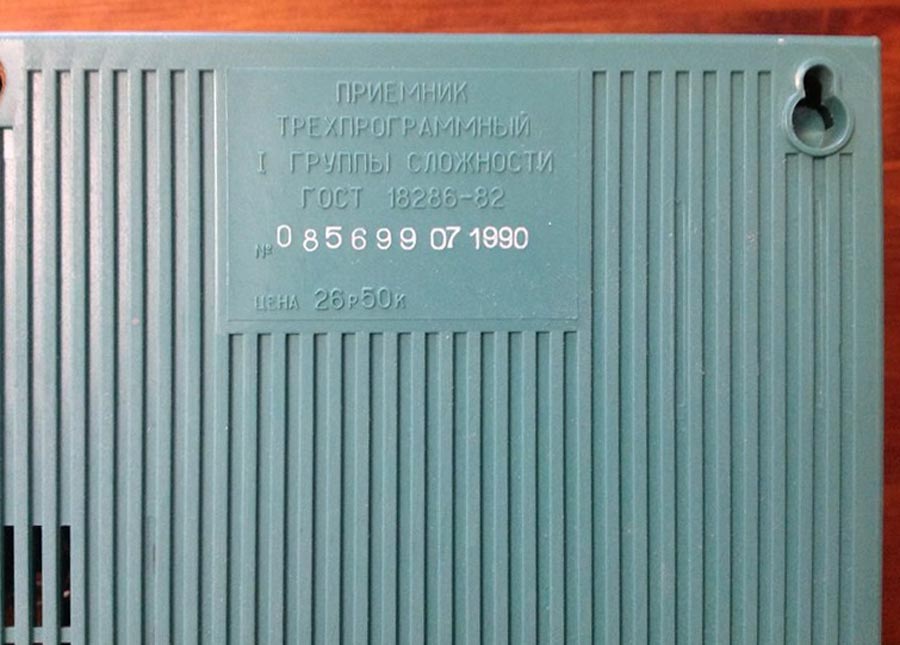 ПРИЕМНИК
ТРЕХПРОГРАММНЫЙ
I ГРУППЫ СЛОЖНОСТИ
ГОСТ 18286-82
№ 085699 07 1990
ЦЕНА 26р50к